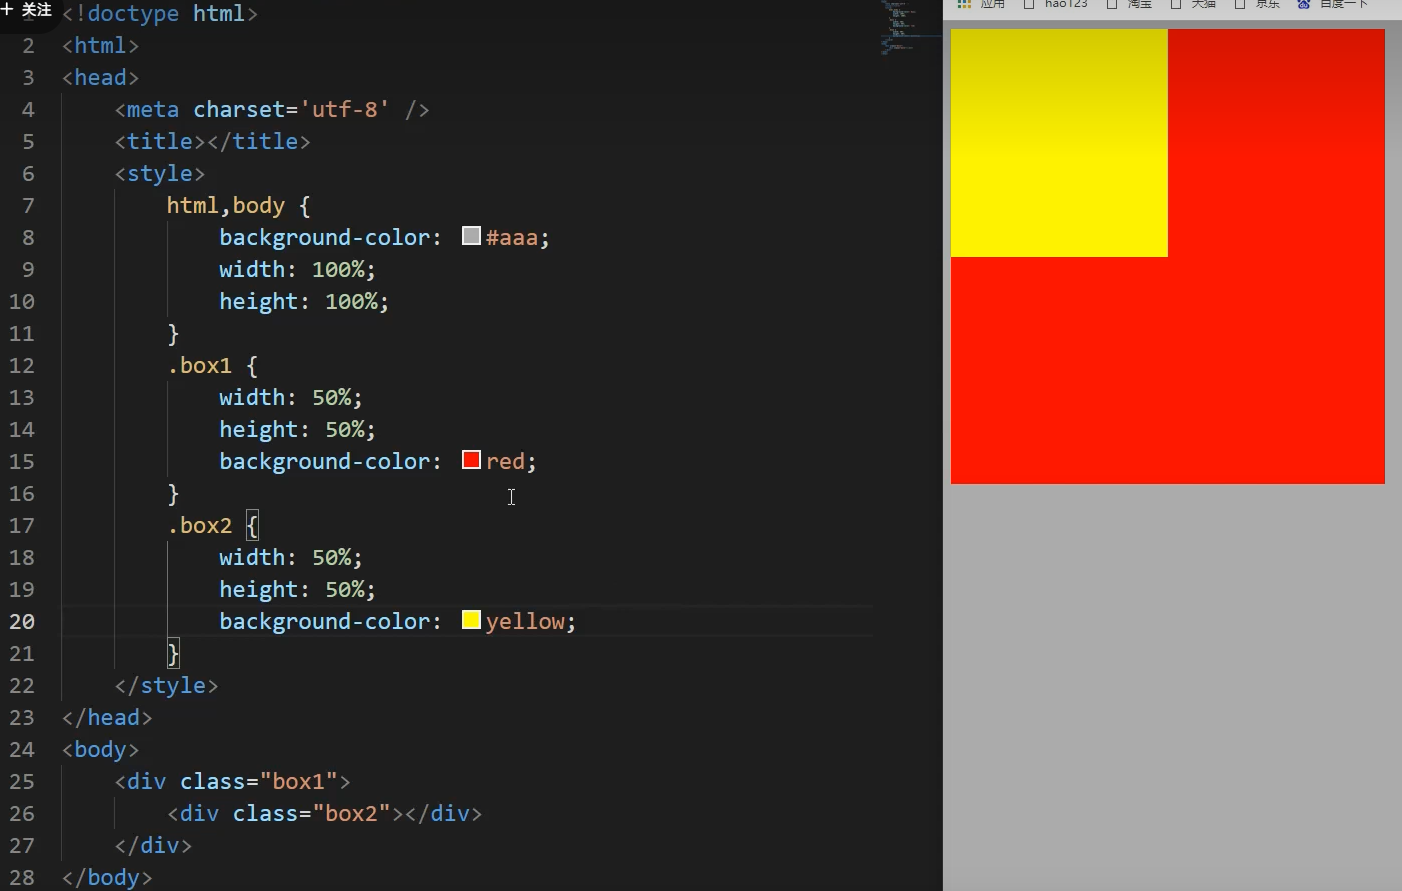 + 关注
1 <!doctype html>
2 <html>
3 <head>
4 <meta charset='utf-8' />
5 <title></title>
6 <style>
7 html,body {
8 background-color: #aaa;
9 width: 100%;
10 height: 100%;
11 }
12 .box1 {
13 width: 50%;
14 height: 50%;
15 background-color: red;
16 }
17 .box2 {
18 width: 50%;
19 height: 50%;
20 background-color: yellow;
21 }
22 </style>
23 </head>
24 <body>
25 <div class="box1">
26 <div class="box2"></div>
27 </div>
28 </body>
应用 hao123 淘宝 天猫 京东 百度一下